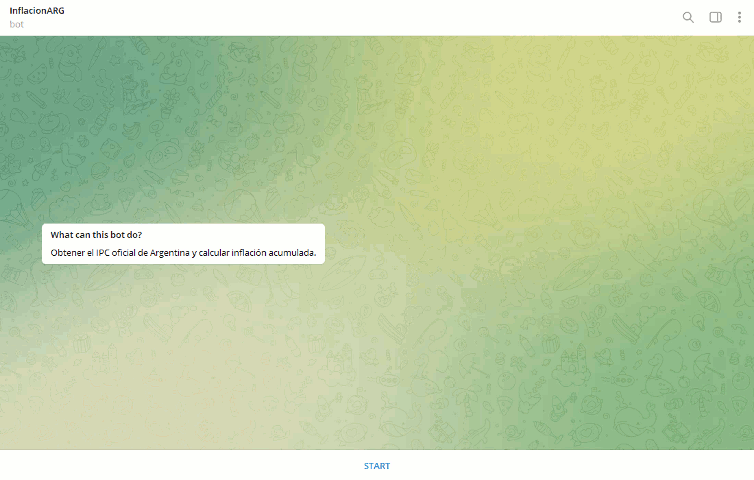 InflacionARG
bot
What can this bot do?
Obtener el IPC oficial de Argentina y calcular inflación acumulada.
START